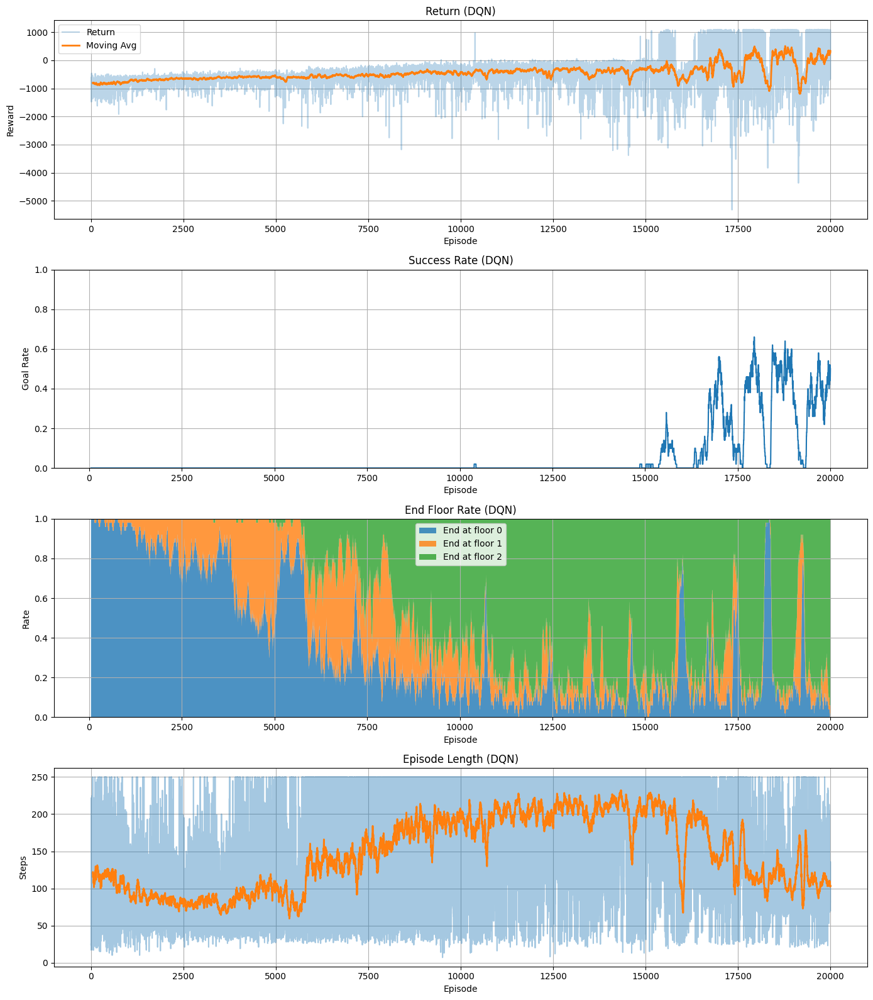 Return (DQN)
Return
Moving Avg
1000
0
−1000
−2000
−3000
−4000
−5000
Reward
0 2500 5000 7500 10000 12500 15000 17500 20000
Episode
Success Rate (DQN)
1.0
0.8
0.6
0.4
0.2
0.0
Goal Rate
0 2500 5000 7500 10000 12500 15000 17500 20000
Episode
End Floor Rate (DQN)
End at floor 0
End at floor 1
End at floor 2
1.0
0.8
0.6
0.4
0.2
0.0
Rate
0 2500 5000 7500 10000 12500 15000 17500 20000
Episode
Episode Length (DQN)
250
200
150
100
50
0
Steps
0 2500 5000 7500 10000 12500 15000 17500 20000
Episode